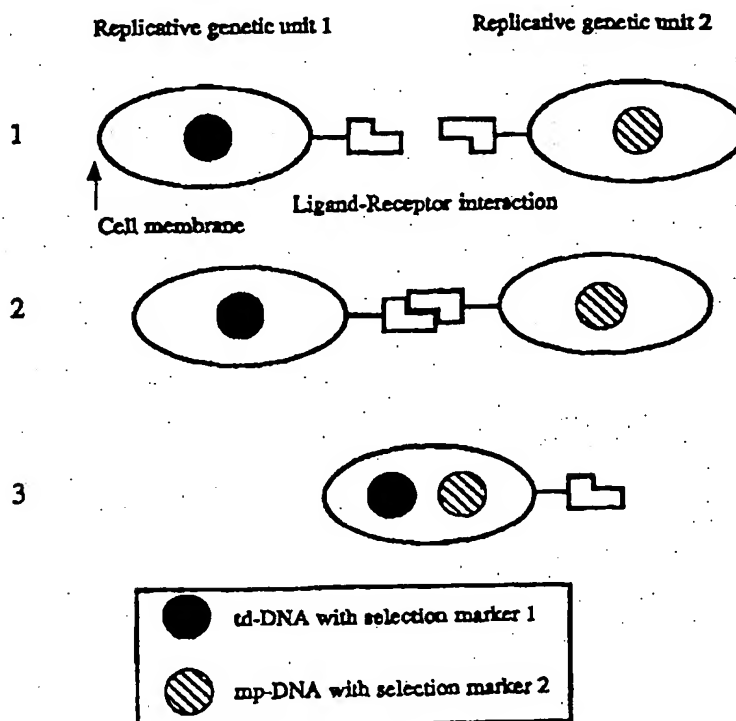 Replicative genetic unit 1
Replicative genetic unit 2
1
Ligand-Receptor interaction
Cell membrane
2
3
td-DNA with selection marker 1
mp-DNA with selection marker 2